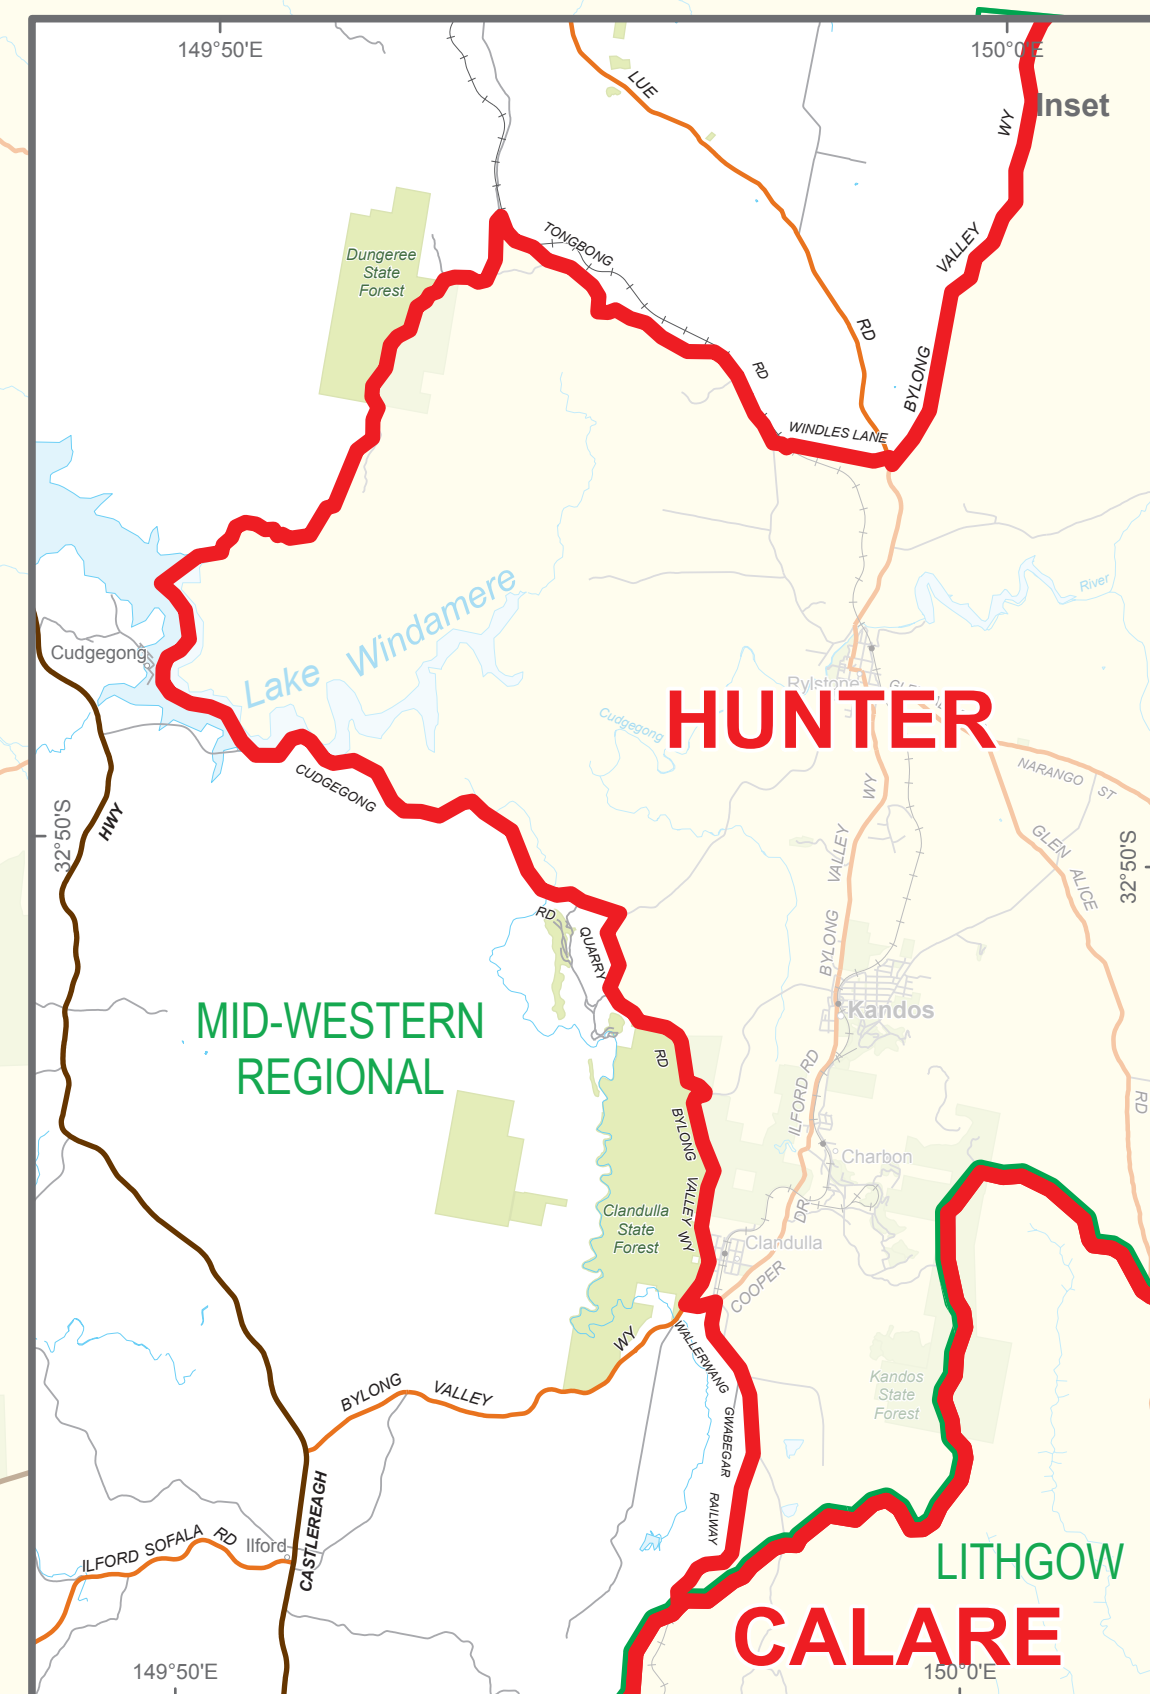 149°50'E
150°0'E
Inset
LUE
WY
TONGBONG
VALLEY
Dungeree
State
Forest
RD
RD
BYLONG
WINDLES LANE
River
Lake Windamere
Cudgegong
Rylstone
HUNTER
Cudgegong
NARANGO
ST
CUDGEGONG
WY
HWY
32°50'S
VALLEY
GLEN
ALICE
32°50'S
RD
QUARRY
BYLONG
MID-WESTERN
REGIONAL
Kandos
RD
ILFORD RD
RD
BYLONG
Charbon
VALLEY WY
DR
Clandulla
State
Forest
Clandulla
COOPER
WY
WALLERWANG
Kandos
State
Forest
BYLONG
VALLEY
GWABEGAR
RAILWAY
CASTLEREAGH
ILFORD SOFALA
RD
Ilford
LITHGOW
CALARE
149°50'E
150°0'E